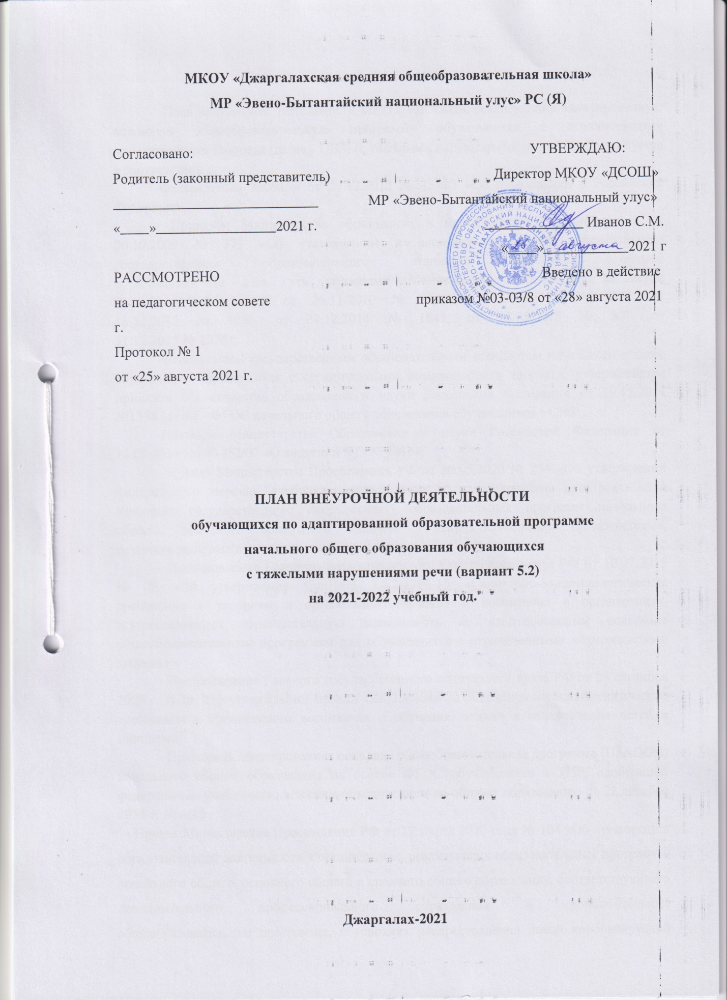 МКОУ «Джаргалахская средняя общеобразовательная школа»
МР «Эвено-Бытантайский национальный улус» РС (Я)
Согласовано:
УТВЕРЖДАЮ:
Родитель (законный представитель)
Директор МКОУ «ДСОШ»
_____________________________
МР «Эвено-Бытантайский национальный улус»
«____»_________________2021 г.
______________ Иванов С.М.
«28» августа 2021 г
РАССМОТРЕНО
Введено в действие
на педагогическом совете
приказом №03-03/8 от «28» августа 2021
г.
Протокол № 1
от «25» августа 2021 г.
ПЛАН ВНЕУРОЧНОЙ ДЕЯТЕЛЬНОСТИ
обучающихся по адаптированной образовательной программе
начального общего образования обучающихся
с тяжелыми нарушениями речи (вариант 5.2)
на 2021-2022 учебный год.
Джаргалах-2021